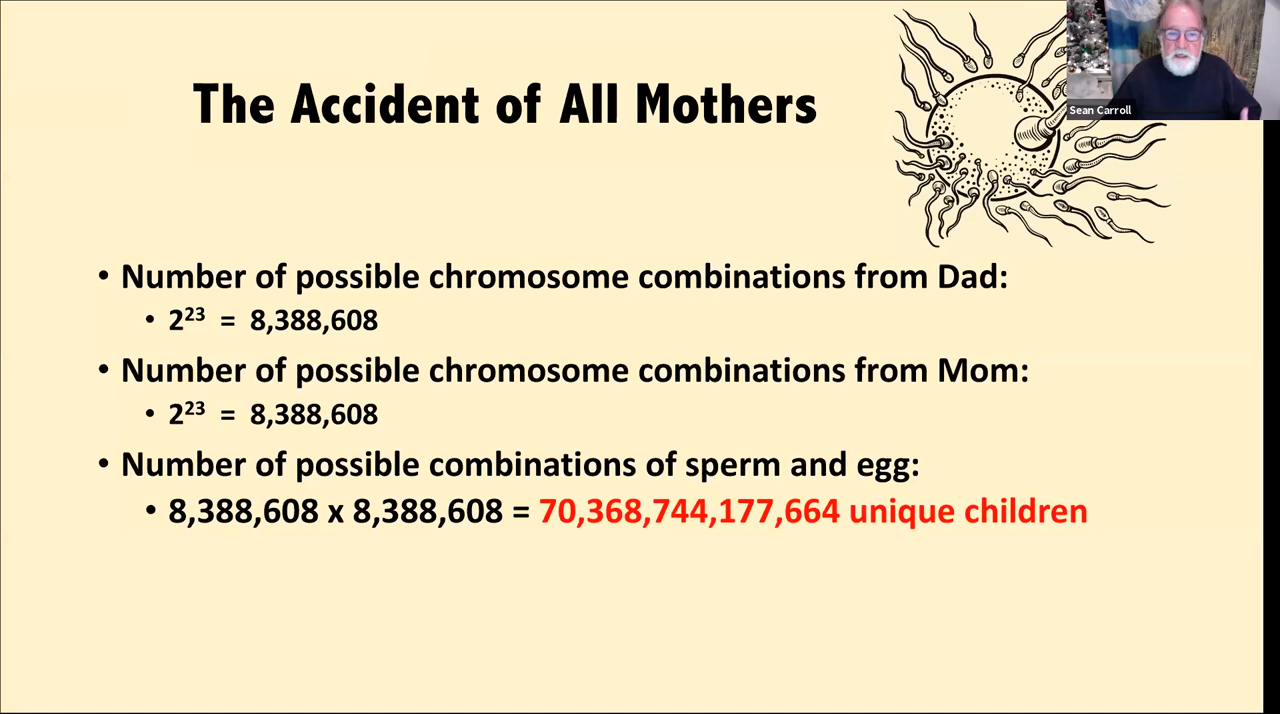 The Accident of All Mothers
Sean Carroll
• Number of possible chromosome combinations from Dad:
• 2²³ = 8,388,608
• Number of possible chromosome combinations from Mom:
• 2²³ = 8,388,608
• Number of possible combinations of sperm and egg:
• 8,388,608 x 8,388,608 = 70,368,744,177,664 unique children